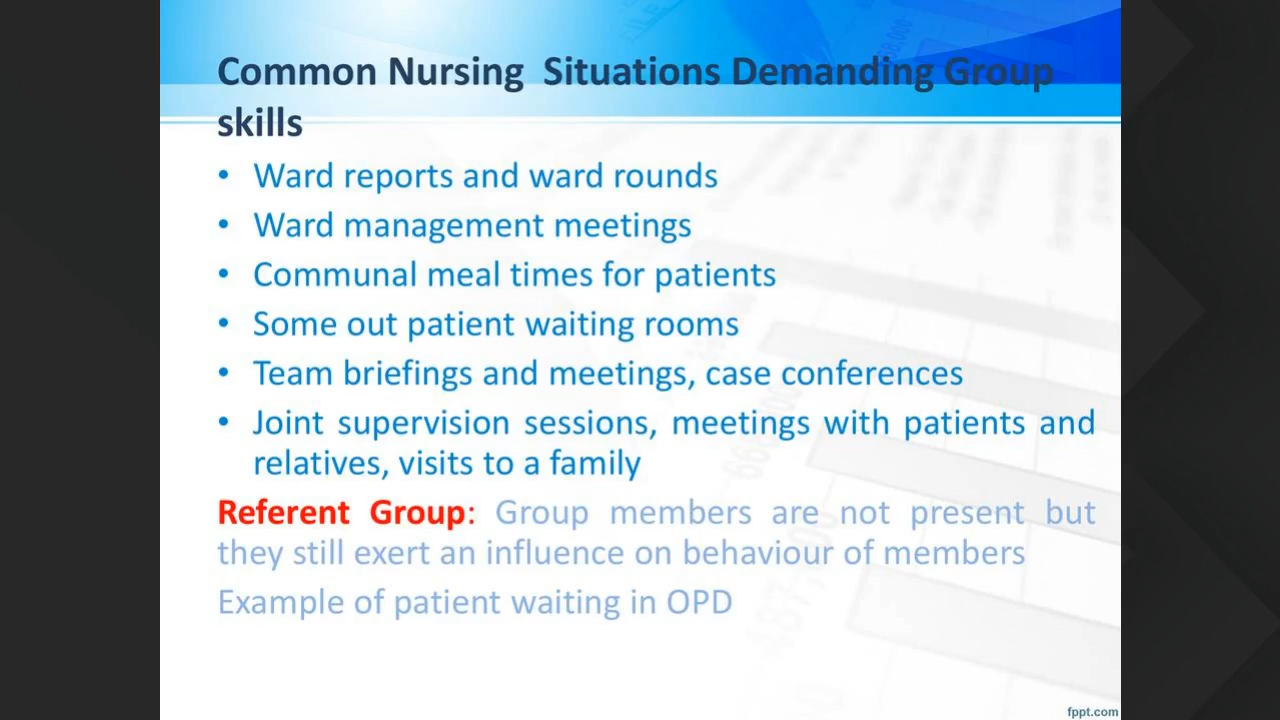 Common Nursing  Situations Demanding Group
skills
• Ward reports and ward rounds
• Ward management meetings
• Communal meal times for patients
• Some out patient waiting rooms
• Team briefings and meetings, case conferences
• Joint supervision sessions, meetings with patients and
relatives, visits to a family
Referent Group: Group members are not present but
they still exert an influence on behaviour of members
Example of patient waiting in OPD
fppt.com